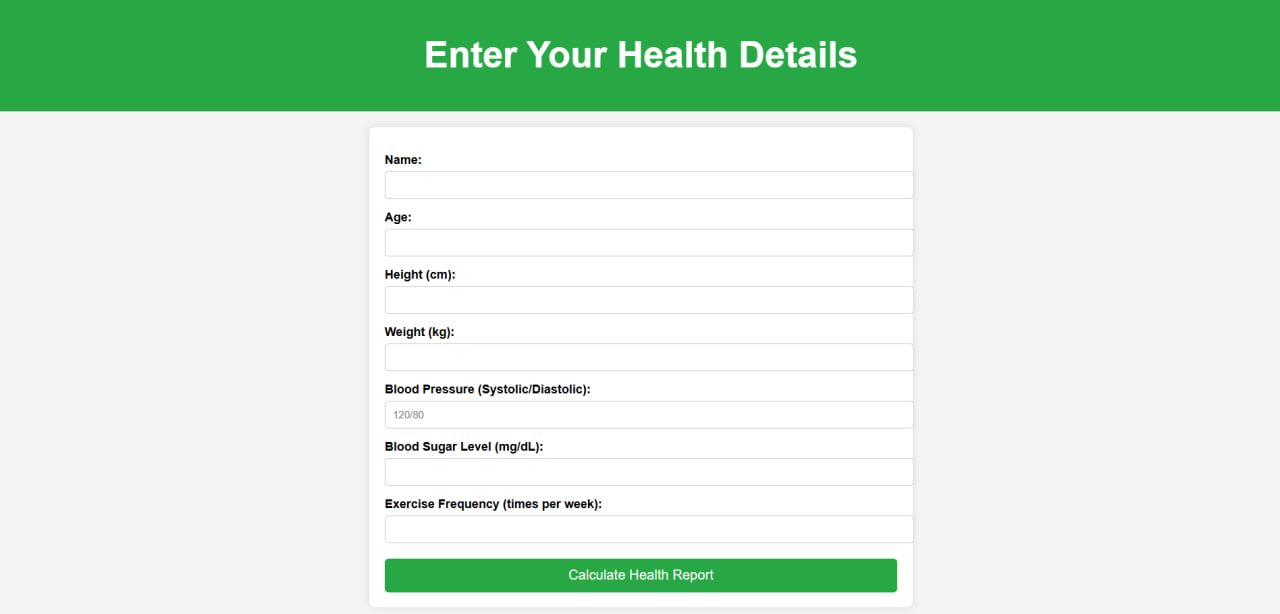 Enter Your Health Details
Name:
Age:
Height (cm):
Weight (kg):
Blood Pressure (Systolic/Diastolic):
120/80
Blood Sugar Level (mg/dL):
Exercise Frequency (times per week):
Calculate Health Report